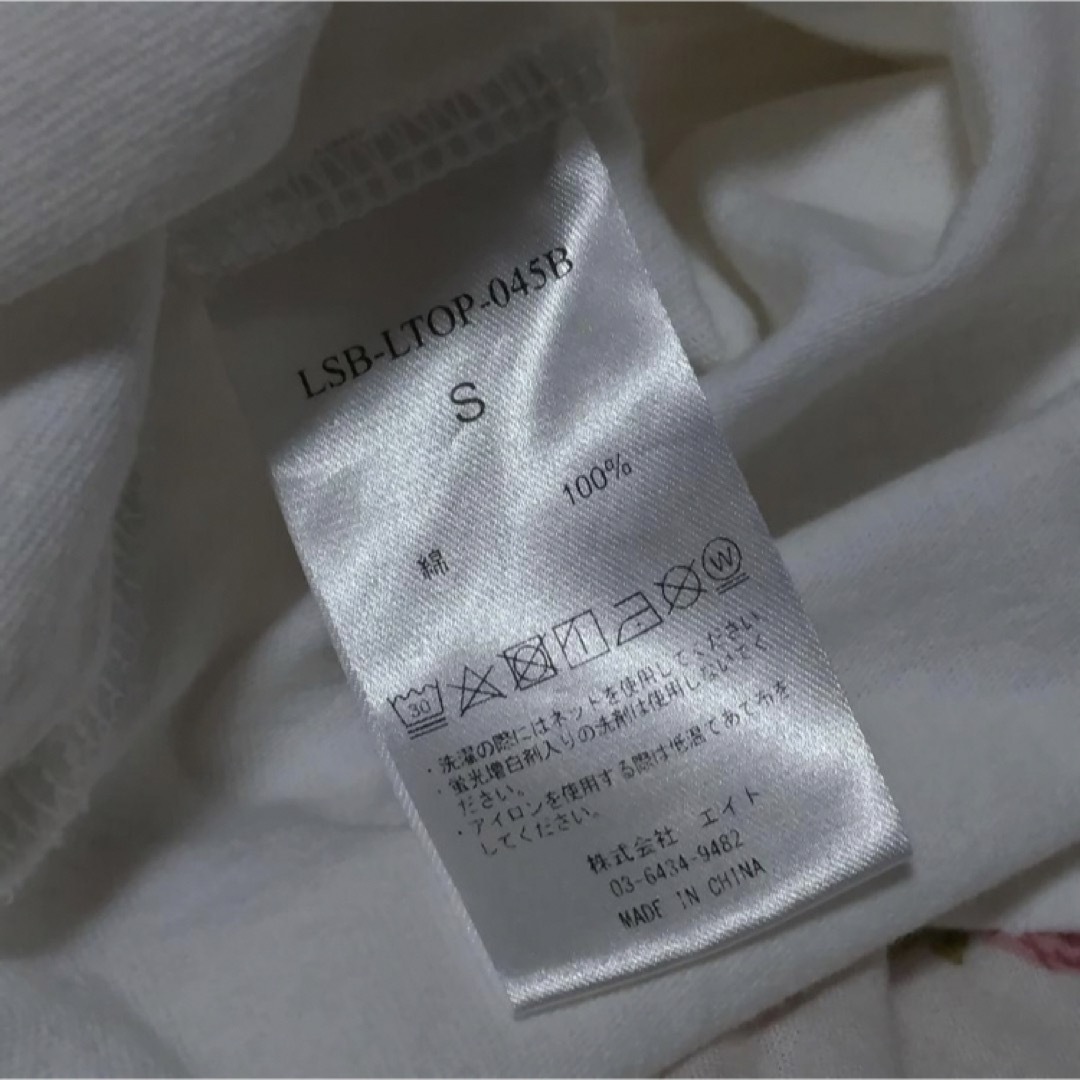 LSB-LTOP-045B
S
綿 100%
30 W
・洗濯の際にはネットを使用してください
・蛍光増白剤入りの洗剤は使用しないでく
ださい。
・アイロンを使用する際は低温であて布を
してください。
株式会社 エイト
03-6434-9482
MADE IN CHINA